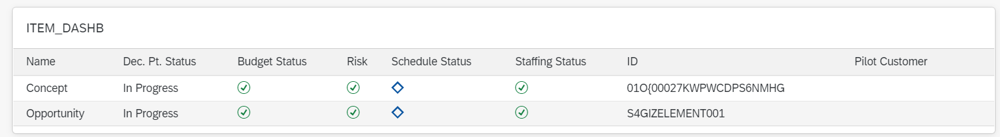 ITEM_DASHB
Name Dec. Pt. Status Budget Status Risk Schedule Status Staffing Status ID Pilot Customer
Concept In Progress 01O{00027KWPWCDPS6NMHG
Opportunity In Progress S4GIZELEMENT001